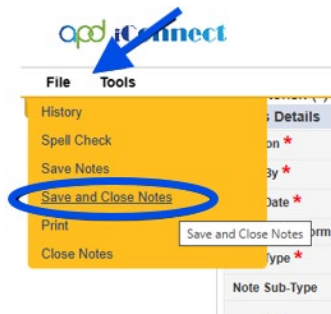 apd iConnect
File Tools
History
Details
Spell Check
on *
Save Notes
By *
Save and Close Notes
Date *
Print
Save and Close Notes
Close Notes
Type *
Note Sub-Type